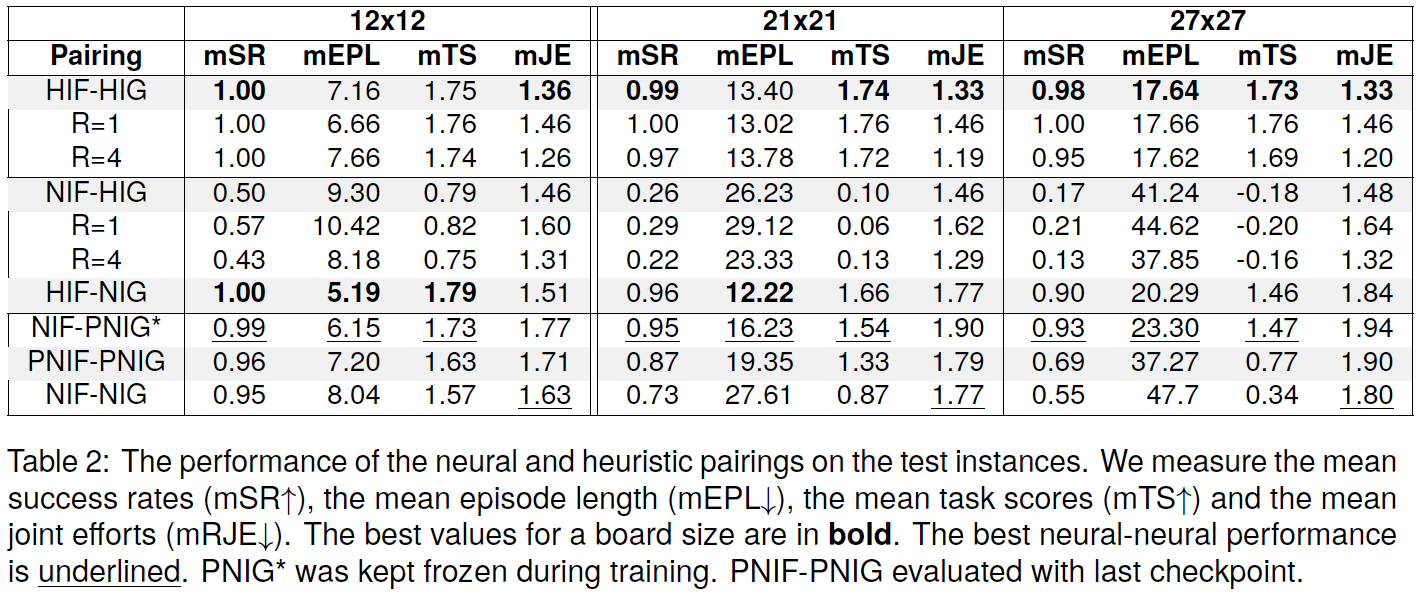 12x12 21x21 27x27
Pairing mSR mEPL mTS mJE mSR mEPL mTS mJE mSR mEPL mTS mJE
HIF-HIG 1.00 7.16 1.75 1.36 0.99 13.40 1.74 1.33 0.98 17.64 1.73 1.33
R=1 1.00 6.66 1.76 1.46 1.00 13.02 1.76 1.46 1.00 17.66 1.76 1.46
R=4 1.00 7.66 1.74 1.26 0.97 13.78 1.72 1.19 0.95 17.62 1.69 1.20
NIF-HIG 0.50 9.30 0.79 1.46 0.26 26.23 0.10 1.46 0.17 41.24 -0.18 1.48
R=1 0.57 10.42 0.82 1.60 0.29 29.12 0.06 1.62 0.21 44.62 -0.20 1.64
R=4 0.43 8.18 0.75 1.31 0.22 23.33 0.13 1.29 0.13 37.85 -0.16 1.32
HIF-NIG 1.00 5.19 1.79 1.51 0.96 12.22 1.66 1.77 0.90 20.29 1.46 1.84
NIF-PNIG* 0.99 6.15 1.73 1.77 0.95 16.23 1.54 1.90 0.93 23.30 1.47 1.94
PNIF-PNIG 0.96 7.20 1.63 1.71 0.87 19.35 1.33 1.79 0.69 37.27 0.77 1.90
NIF-NIG 0.95 8.04 1.57 1.63 0.73 27.61 0.87 1.77 0.55 47.7 0.34 1.80
Table 2: The performance of the neural and heuristic pairings on the test instances. We measure the mean
success rates (mSR↑), the mean episode length (mEPL↓), the mean task scores (mTS↑) and the mean
joint efforts (mRJE↓). The best values for a board size are in bold. The best neural-neural performance
is underlined. PNIG* was kept frozen during training. PNIF-PNIG evaluated with last checkpoint.